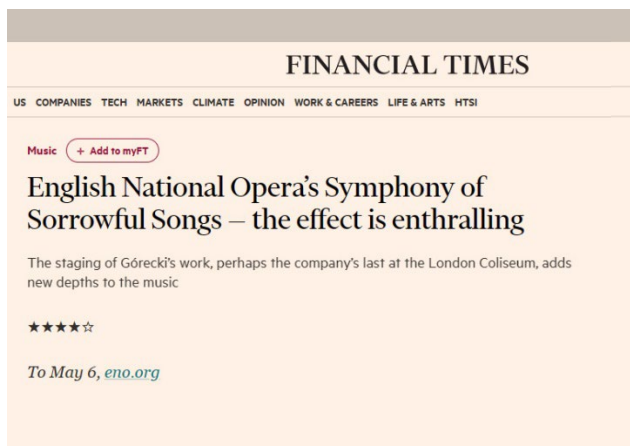 FINANCIAL TIMES
US COMPANIES TECH MARKETS CLIMATE OPINION WORK & CAREERS LIFE & ARTS HTSI
Music + Add to myFT
English National Opera's Symphony of
Sorrowful Songs — the effect is enthralling
The staging of Górecki's work, perhaps the company's last at the London Coliseum, adds
new depths to the music
★★★★☆
To May 6, eno.org